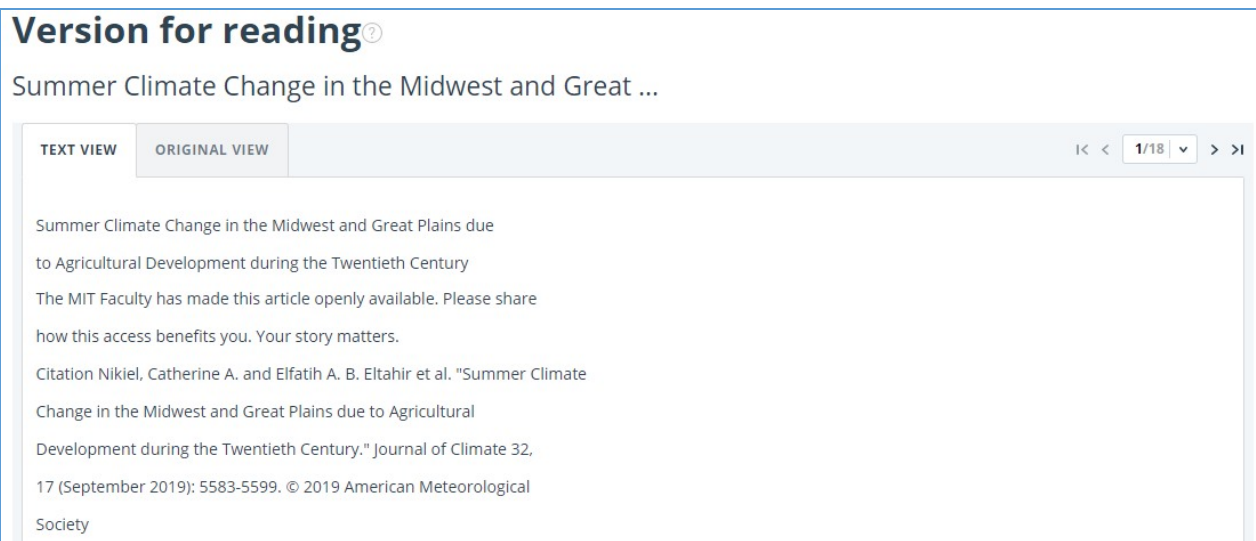 Version for reading ?
Summer Climate Change in the Midwest and Great ...
TEXT VIEW ORIGINAL VIEW 1/18
Summer Climate Change in the Midwest and Great Plains due
to Agricultural Development during the Twentieth Century
The MIT Faculty has made this article openly available. Please share
how this access benefits you. Your story matters.
Citation Nikiel, Catherine A. and Elfatih A. B. Eltahir et al. "Summer Climate
Change in the Midwest and Great Plains due to Agricultural
Development during the Twentieth Century." Journal of Climate 32,
17 (September 2019): 5583-5599. © 2019 American Meteorological
Society